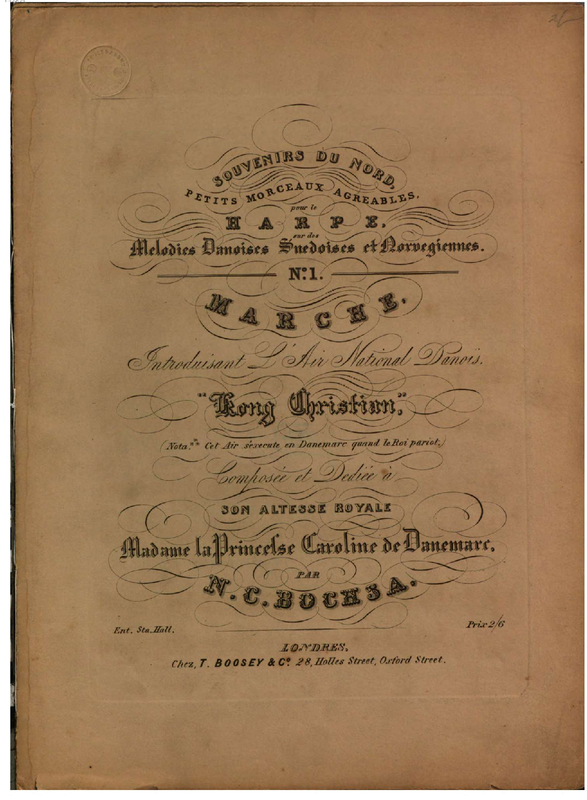 SOUVENIRS DU NORD,
PETITS MORCEAUX AGREABLES,
pour la
HARPE,
sur des
Melodies Danoises Suedoises et Norvegiennes.
No. 1.
MARCHE,
Introduisant L'Air National Danois,
"Kong Christian,"
(Nota. Cet Air s'execute en Danemarc quand le Roi paroit,)
Composée et Dediée à
SON ALTESSE ROYALE
Madame la Princesse Caroline de Danemarc,
PAR
N. C. BOCHSA.
Ent. Sta. Hall.
Prix 2/6
LONDRES,
Chez, T. BOOSEY & Co. 28, Holles Street, Oxford Street.